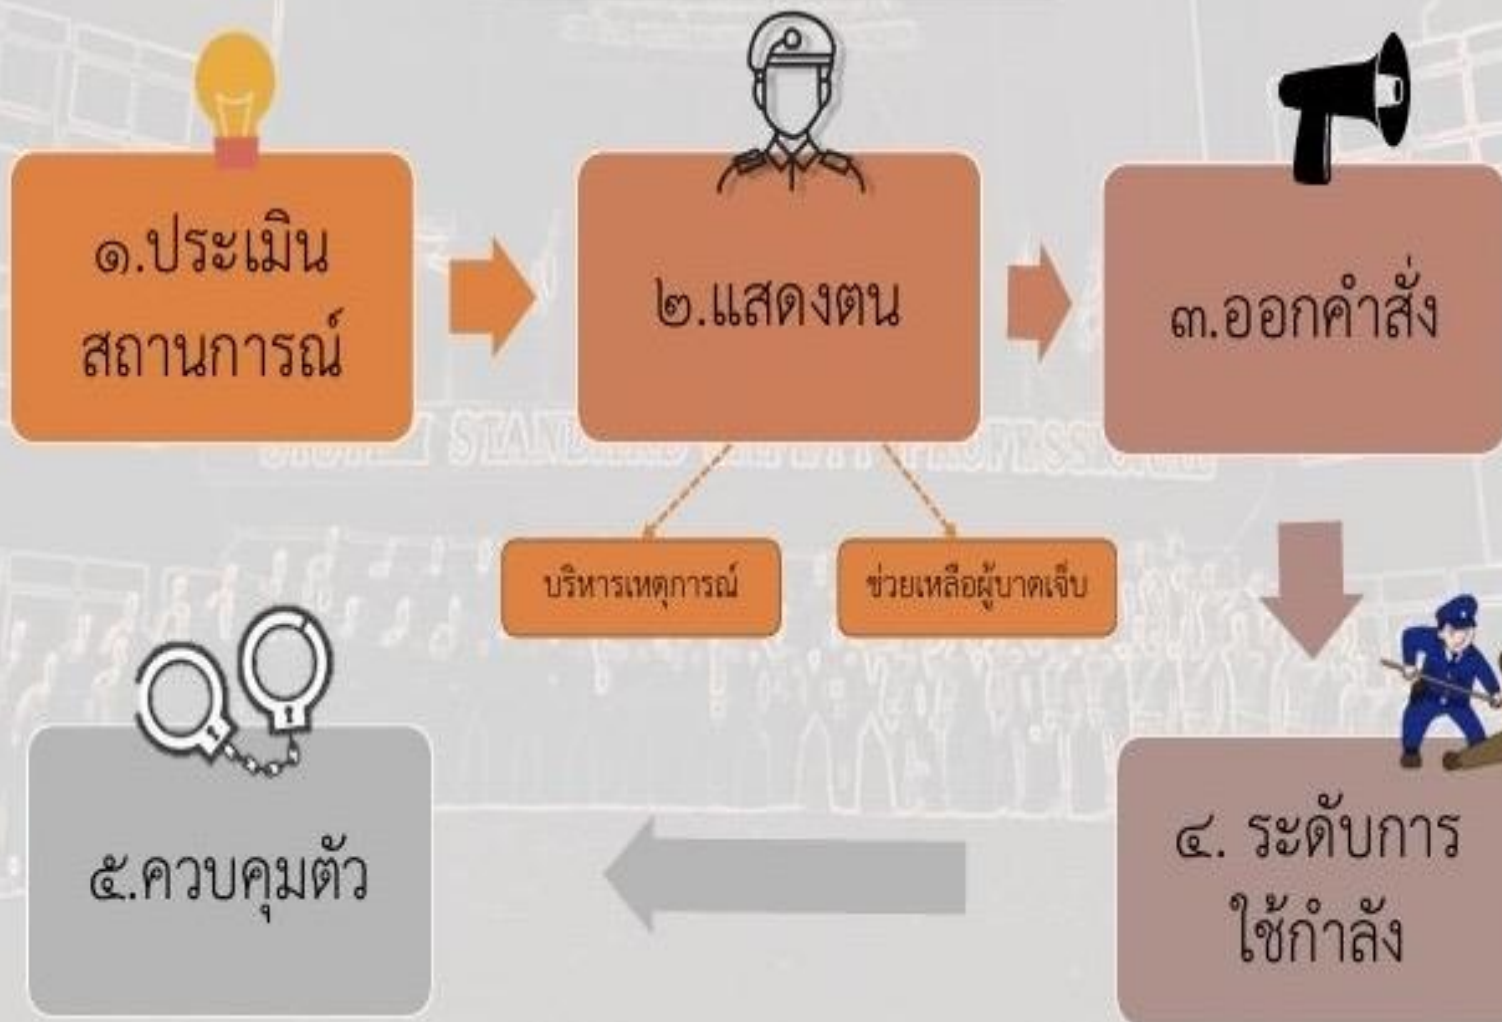 ๑.ประเมิน
สถานการณ์
๒.แสดงตน
๓.ออกคำสั่ง
STANDARD SAFETY PROFESSIONAL
บริหารเหตุการณ์
ช่วยเหลือผู้บาดเจ็บ
๔. ระดับการ
ใช้กำลัง
๕.ควบคุมตัว